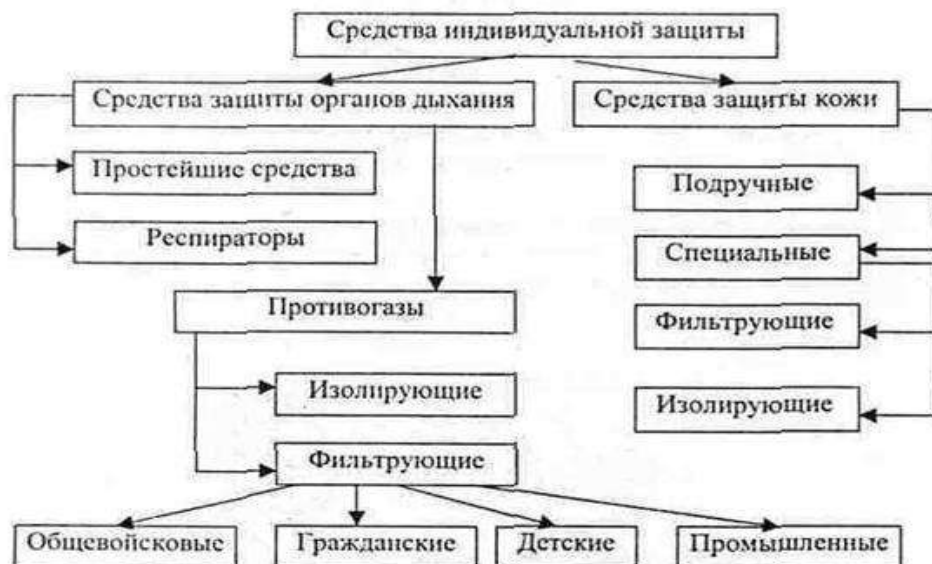 Средства индивидуальной защиты
Средства защиты органов дыхания
Средства защиты кожи
Простейшие средства
Подручные
Респираторы
Специальные
Противогазы
Фильтрующие
Изолирующие
Изолирующие
Фильтрующие
Общевойсковые
Гражданские
Детские
Промышленные